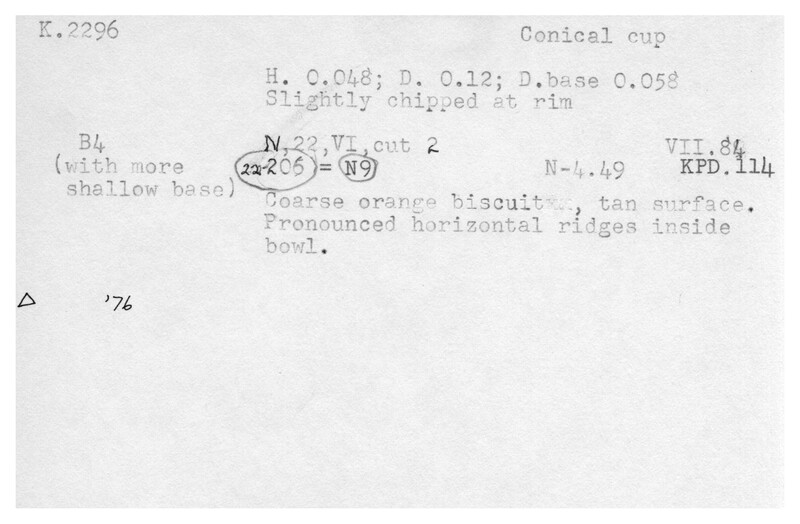 K.2296 Conical cup
H. 0.048; D. 0.12; D.base 0.058
Slightly chipped at rim
B4 N,22,VI,cut 2 VII.84
(with more 22-206 = N9 N-4.49 KPD.114
shallow base)
Coarse orange biscuit, tan surface.
Pronounced horizontal ridges inside
bowl.
△ '76